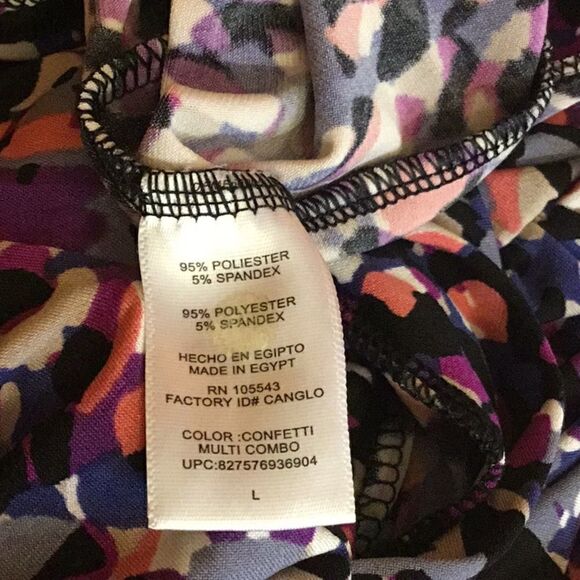 95% POLIESTER
5% SPANDEX
95% POLYESTER
5% SPANDEX
HECHO EN EGIPTO
MADE IN EGYPT
RN 105543
FACTORY ID# CANGLO
COLOR :CONFETTI
MULTI COMBO
UPC:827576936904
L